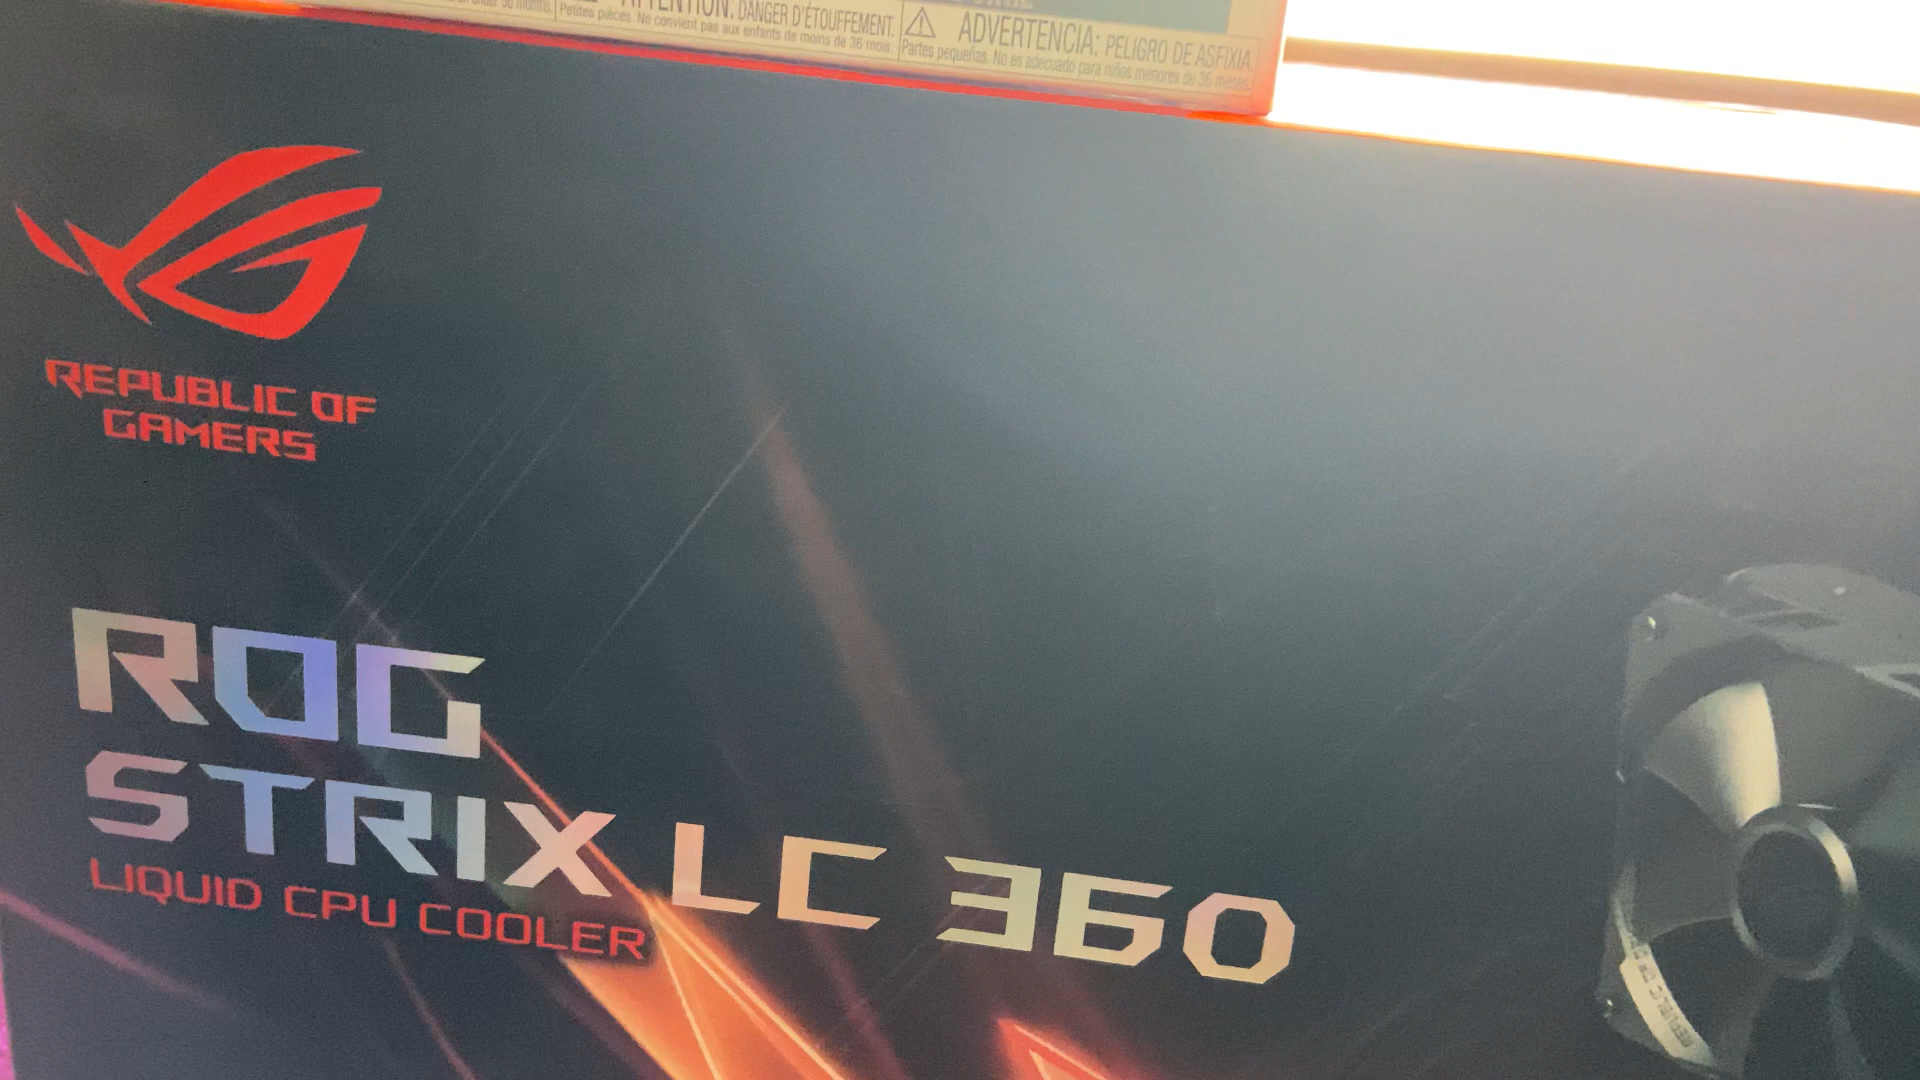 ATTENTION: DANGER D'ÉTOUFFEMENT.
Petites pièces. Ne convient pas aux enfants de moins de 36 mois.
ADVERTENCIA: PELIGRO DE ASFIXIA.
Partes pequeñas. No es adecuado para niños menores de 36 meses.
REPUBLIC OF
GAMERS
ROG
STRIX LC 360
LIQUID CPU COOLER
REPUBLIC OF